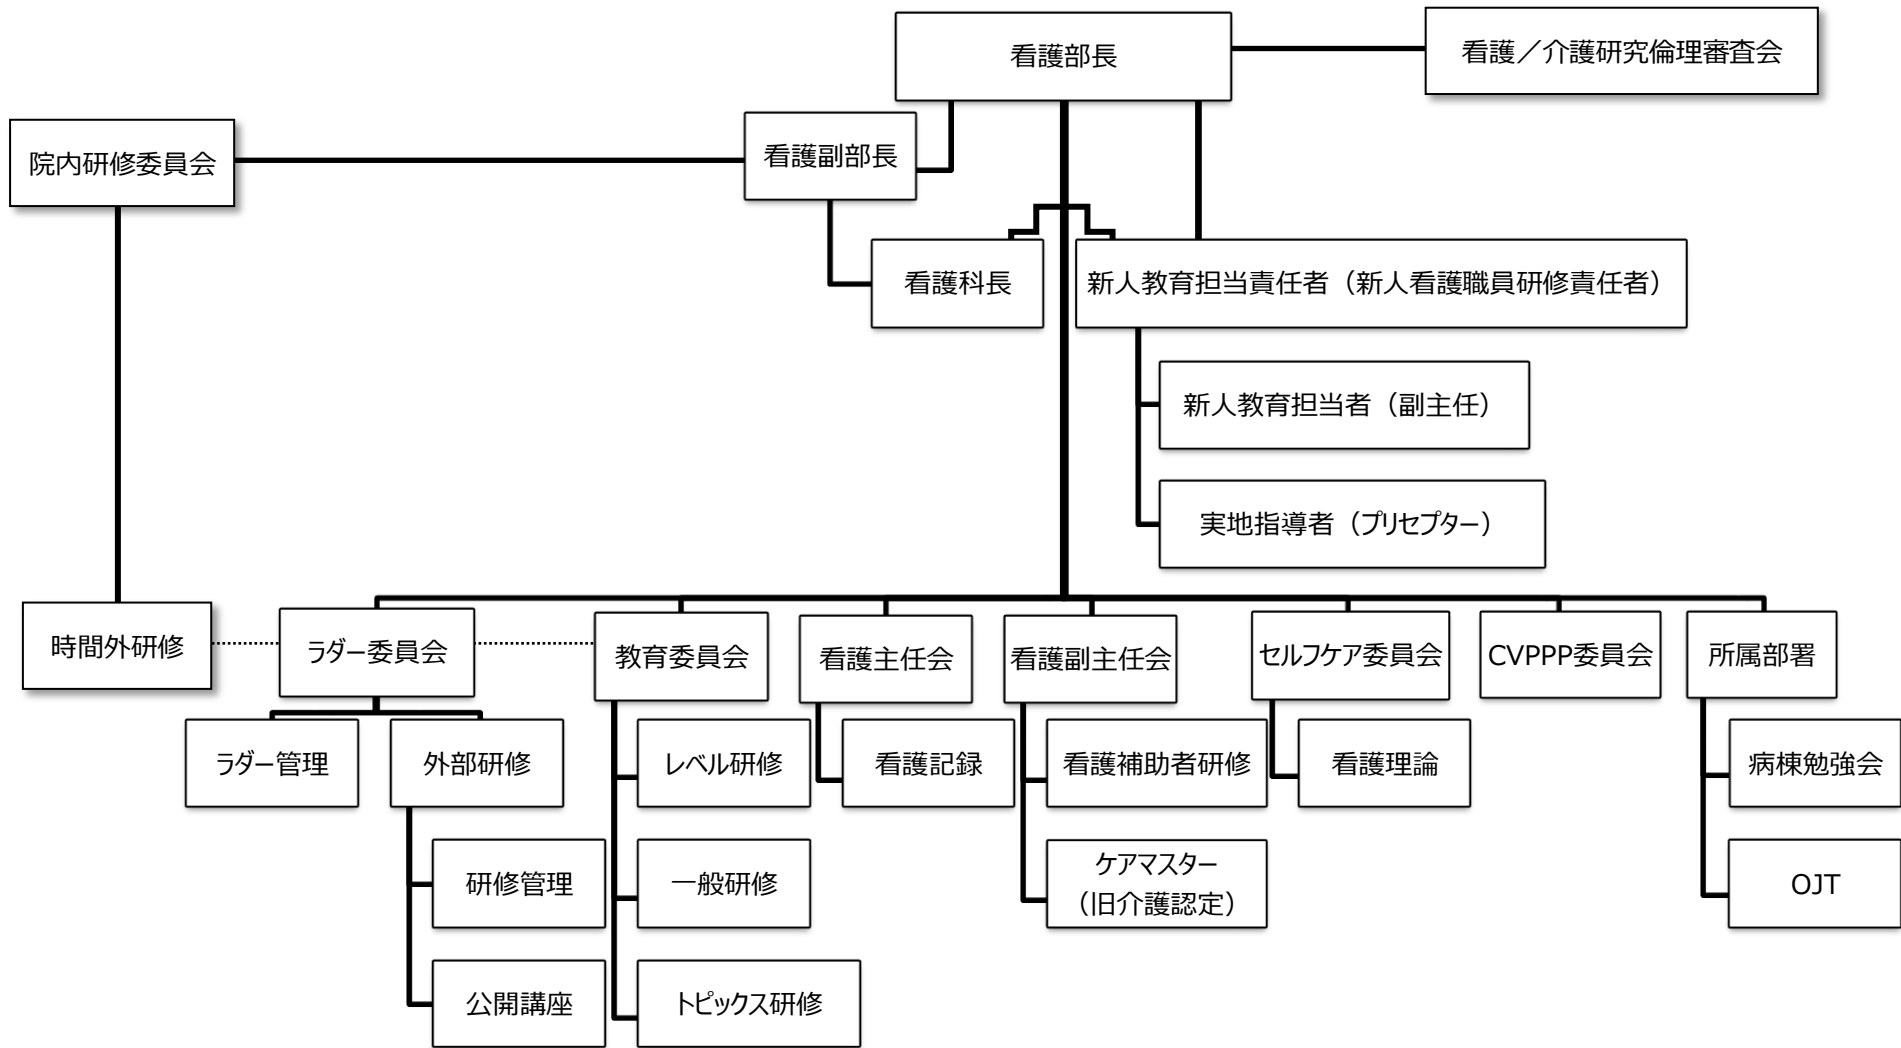 看護部長
看護／介護研究倫理審査会
院内研修委員会
看護副部長
看護科長
新人教育担当責任者（新人看護職員研修責任者）
新人教育担当者（副主任）
実地指導者（プリセプター）
時間外研修
ラダー委員会
教育委員会
看護主任会
看護副主任会
セルフケア委員会
CVPPP委員会
所属部署
ラダー管理
外部研修
レベル研修
看護記録
看護補助者研修
看護理論
病棟勉強会
研修管理
一般研修
ケアマスター
（旧介護認定）
OJT
公開講座
トピックス研修